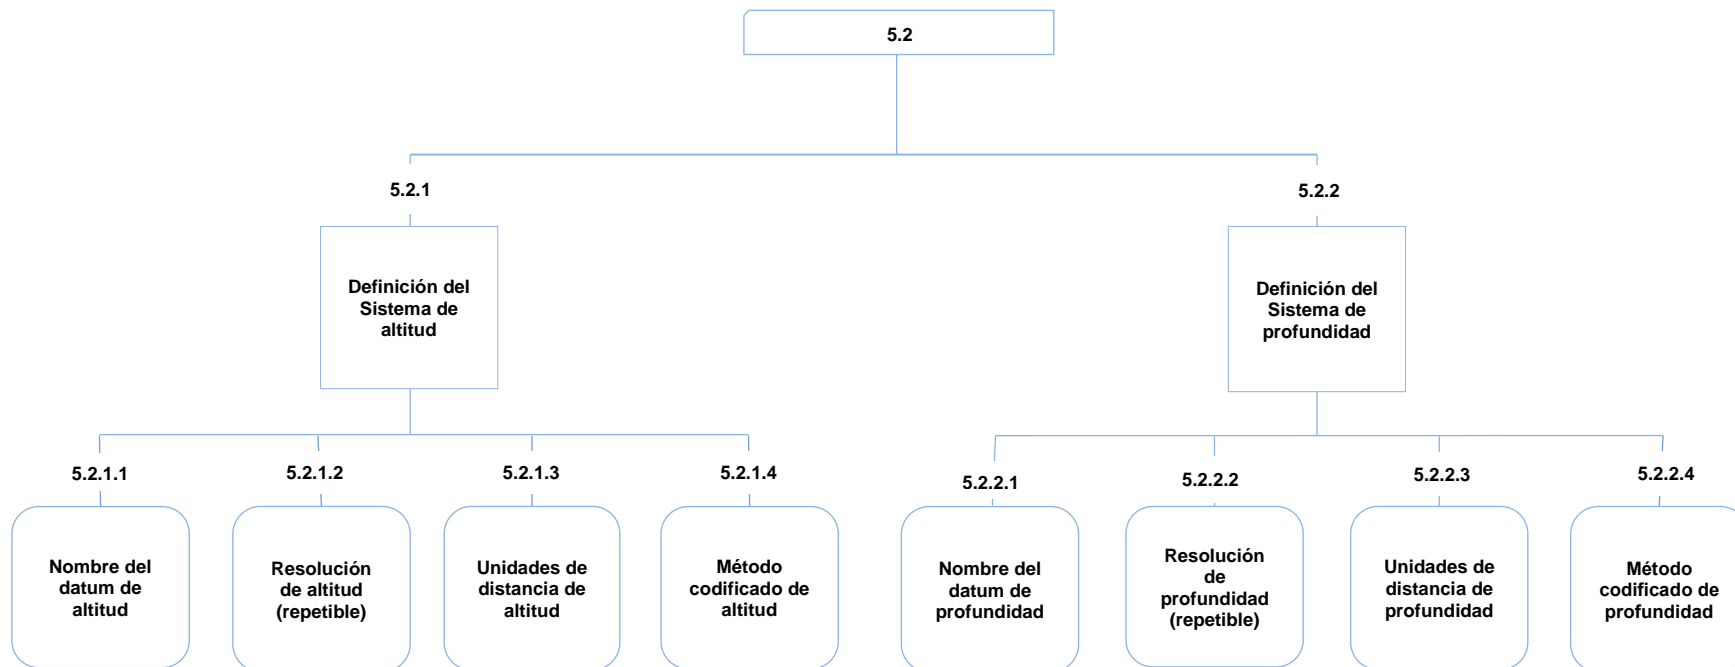 5.2
5.2.1
5.2.2
Definición del
Sistema de
altitud
Definición del
Sistema de
profundidad
5.2.1.1
5.2.1.2
5.2.1.3
5.2.1.4
5.2.2.1
5.2.2.2
5.2.2.3
5.2.2.4
Nombre del
datum de
altitud
Resolución
de altitud
(repetible)
Unidades de
distancia de
altitud
Método
codificado de
altitud
Nombre del
datum de
profundidad
Resolución
de
profundidad
(repetible)
Unidades de
distancia de
profundidad
Método
codificado de
profundidad